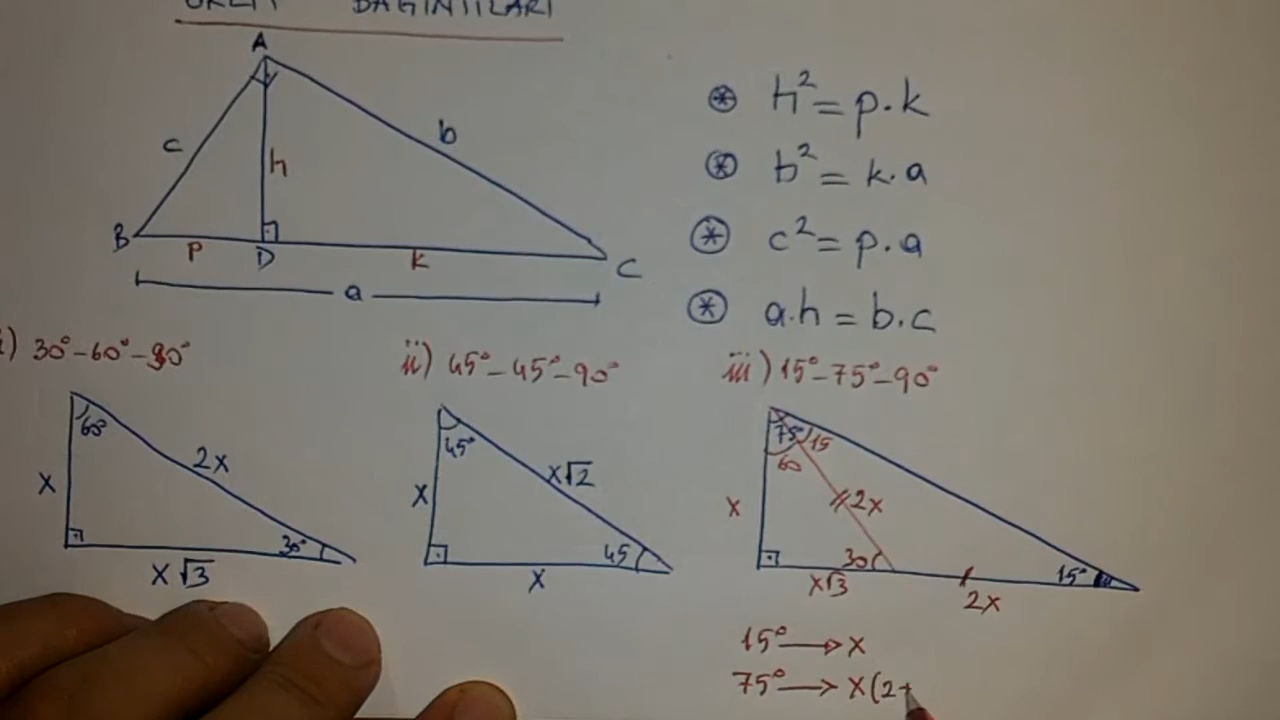 ÖKLİT BAĞINTILARI
A
c
h
b
B
p
D
k
C
a
⊛ h² = p.k
⊛ b² = k.a
⊛ c² = p.a
⊛ a.h = b.c
i) 30°-60°-90°
60°
x
2x
30°
x√3
ii) 45°-45°-90°
45°
x
x√2
45
x
iii) 15°-75°-90°
75°
15
60
x
2x
30
15°
x√3
2x
15° → x
75° → x(2+